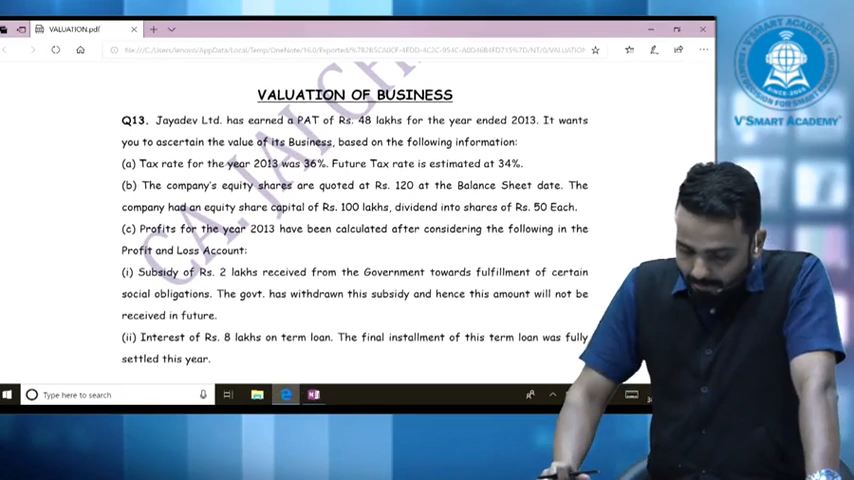 VALUATION.pdf
VALUATION OF BUSINESS
Q13. Jayadev Ltd. has earned a PAT of Rs. 48 lakhs for the year ended 2013. It wants
you to ascertain the value of its Business, based on the following information:
(a) Tax rate for the year 2013 was 36%. Future Tax rate is estimated at 34%.
(b) The company's equity shares are quoted at Rs. 120 at the Balance Sheet date. The
company had an equity share capital of Rs. 100 lakhs, dividend into shares of Rs. 50 Each.
(c) Profits for the year 2013 have been calculated after considering the following in the
Profit and Loss Account:
(i) Subsidy of Rs. 2 lakhs received from the Government towards fulfillment of certain
social obligations. The govt. has withdrawn this subsidy and hence this amount will not be
received in future.
(ii) Interest of Rs. 8 lakhs on term loan. The final installment of this term loan was fully
settled this year.
Type here to search
SINCE-2004
V'SMART ACADEMY